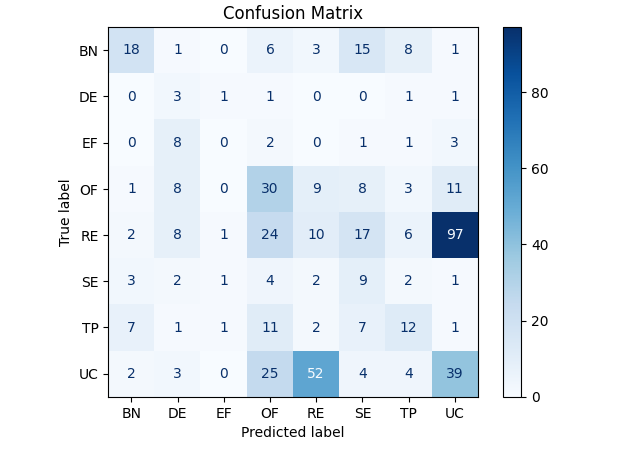 Confusion Matrix
True label
BN 18 1 0 6 3 15 8 1
DE 0 3 1 1 0 0 1 1
EF 0 8 0 2 0 1 1 3
OF 1 8 0 30 9 8 3 11
RE 2 8 1 24 10 17 6 97
SE 3 2 1 4 2 9 2 1
TP 7 1 1 11 2 7 12 1
UC 2 3 0 25 52 4 4 39
BN DE EF OF RE SE TP UC
Predicted label
80
60
40
20
0